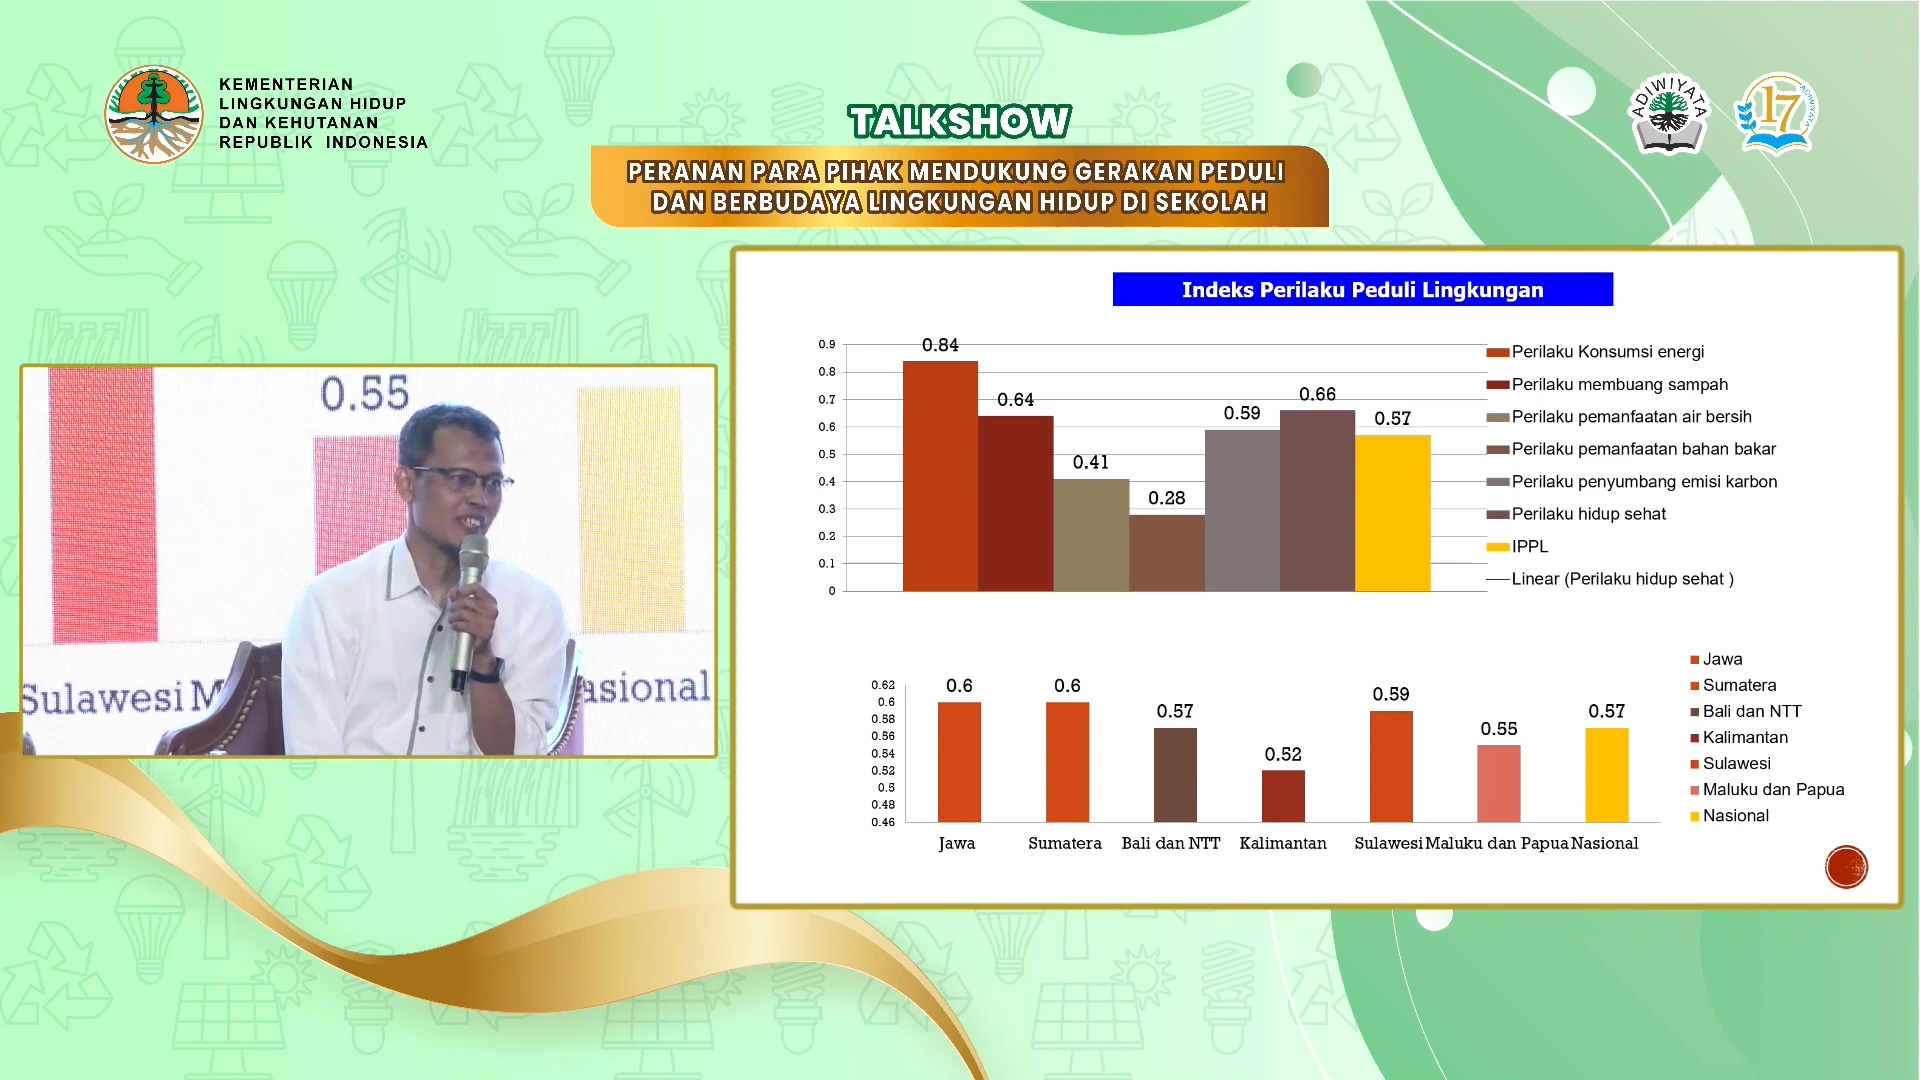 KEMENTERIAN
LINGKUNGAN HIDUP
DAN KEHUTANAN
REPUBLIK INDONESIA
TALKSHOW
PERANAN PARA PIHAK MENDUKUNG GERAKAN PEDULI
DAN BERBUDAYA LINGKUNGAN HIDUP DI SEKOLAH
ADIWIYATA
17
ADIWIYATA
0.55
Sulawesi M
asional
Indeks Perilaku Peduli Lingkungan
0.9
0.8
0.7
0.6
0.5
0.4
0.3
0.2
0.1
0
0.84
0.64
0.41
0.28
0.59
0.66
0.57
Perilaku Konsumsi energi
Perilaku membuang sampah
Perilaku pemanfaatan air bersih
Perilaku pemanfaatan bahan bakar
Perilaku penyumbang emisi karbon
Perilaku hidup sehat
IPPL
Linear (Perilaku hidup sehat )
0.62
0.6
0.58
0.56
0.54
0.52
0.5
0.48
0.46
0.6
0.6
0.57
0.52
0.59
0.55
0.57
Jawa
Sumatera
Bali dan NTT
Kalimantan
Sulawesi
Maluku dan Papua
Nasional
Jawa
Sumatera
Bali dan NTT
Kalimantan
Sulawesi
Maluku dan Papua
Nasional